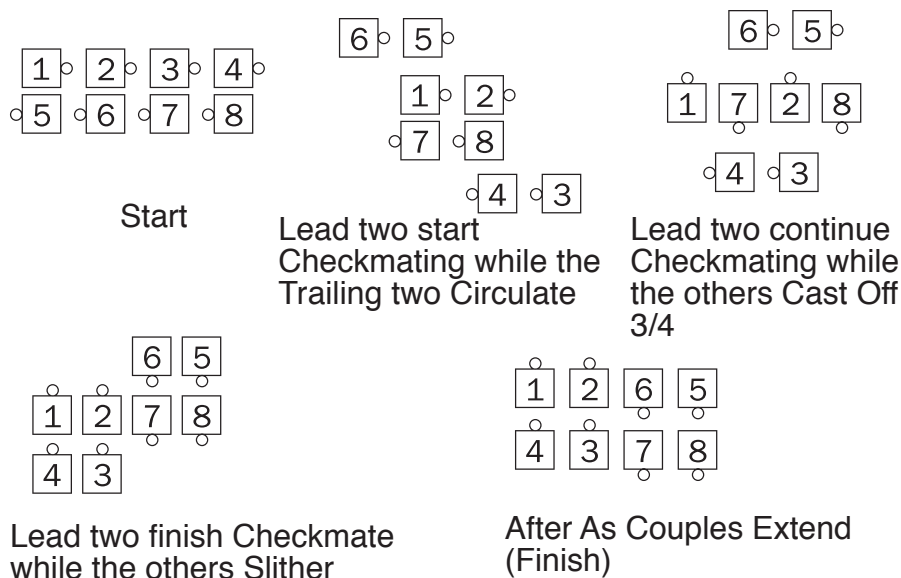 1 2 3 4
5 6 7 8
Start
6 5
1 2
7 8
4 3
Lead two start
Checkmating while the
Trailing two Circulate
6 5
1 7 2 8
4 3
Lead two continue
Checkmating while
the others Cast Off
3/4
6 5
1 2 7 8
4 3
Lead two finish Checkmate
while the others Slither
1 2 6 5
4 3 7 8
After As Couples Extend
(Finish)